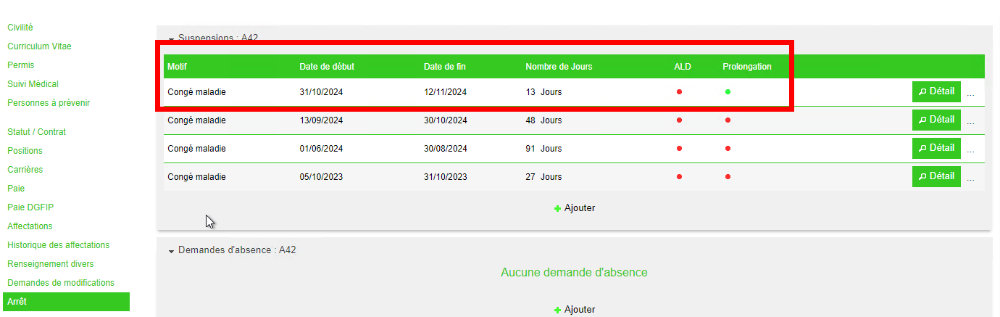 Civilité
Curriculum Vitae
Permis
Suivi Médical
Personnes à prévenir
Statut / Contrat
Positions
Carrières
Paie
Paie DGFIP
Affectations
Historique des affectations
Renseignement divers
Demandes de modifications
Arrêt
Suspensions : A42
Motif Date de début Date de fin Nombre de Jours ALD Prolongation
Congé maladie 31/10/2024 12/11/2024 13 Jours Détail ...
Congé maladie 13/09/2024 30/10/2024 48 Jours Détail ...
Congé maladie 01/06/2024 30/08/2024 91 Jours Détail ...
Congé maladie 05/10/2023 31/10/2023 27 Jours Détail ...
+ Ajouter
Demandes d'absence : A42
Aucune demande d'absence
+ Ajouter